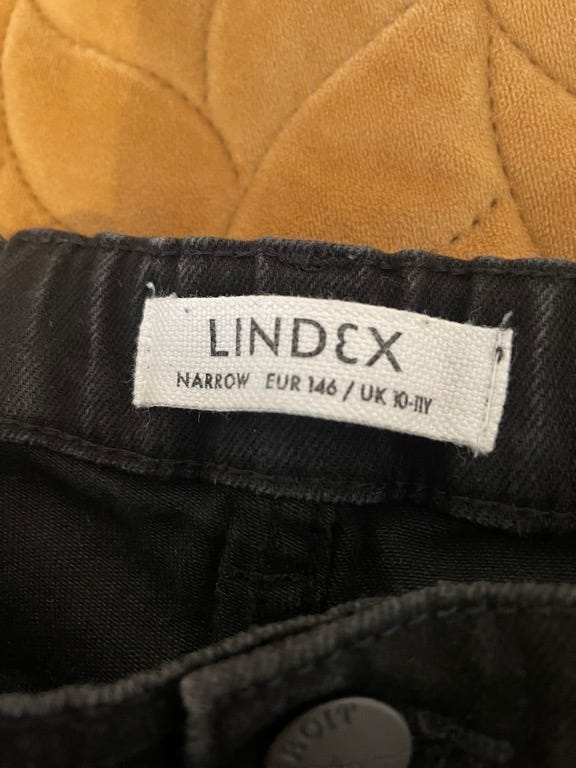 LINDEX
NARROW EUR 146 / UK 10-11Y